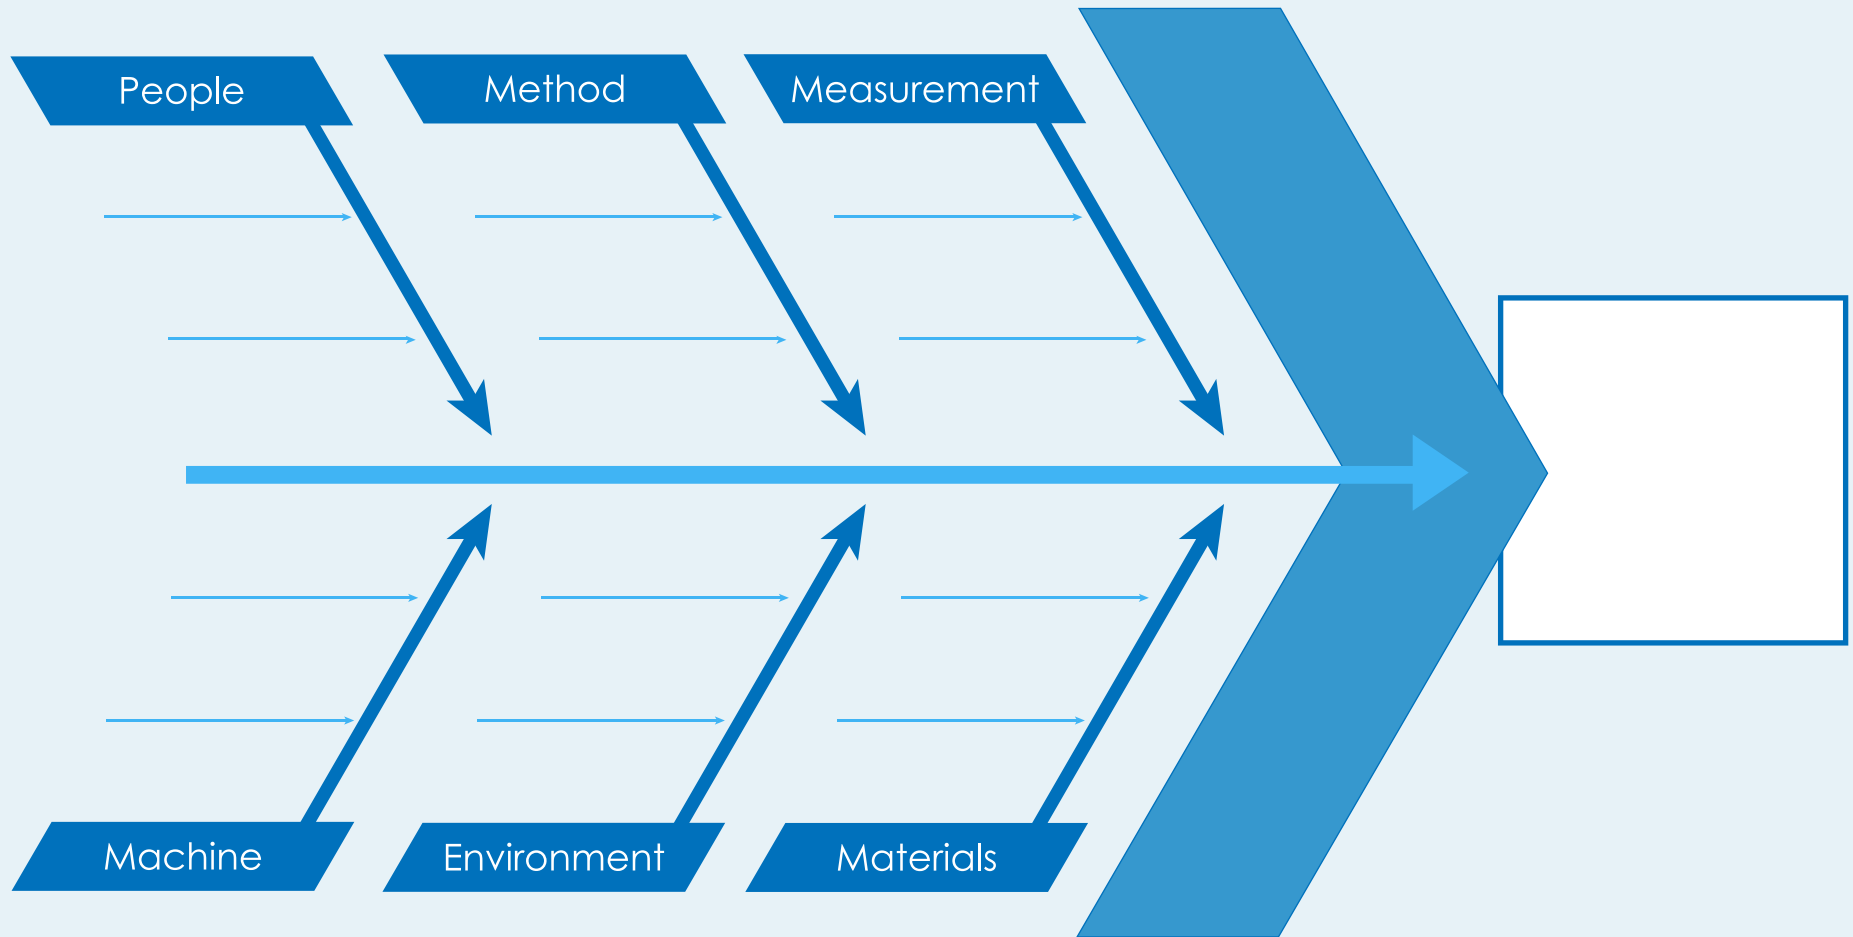 People
Method
Measurement
Machine
Environment
Materials